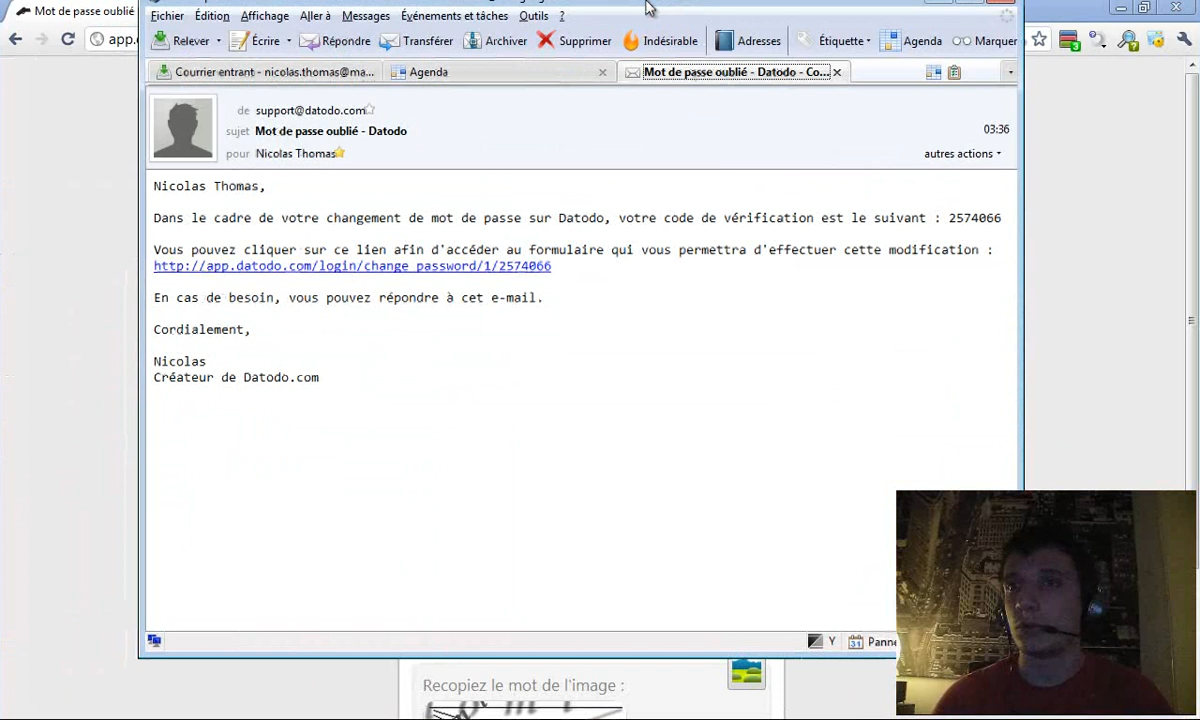 Mot de passe oublié
app.
Fichier Édition Affichage Aller à Messages Événements et tâches Outils ?
Relever Écrire Répondre Transférer Archiver Supprimer Indésirable Adresses Étiquette Agenda Marquer
Courrier entrant - nicolas.thomas@ma... Agenda Mot de passe oublié - Datodo - Co...
de support@datodo.com
sujet Mot de passe oublié - Datodo 03:36
pour Nicolas Thomas autres actions
Nicolas Thomas,
Dans le cadre de votre changement de mot de passe sur Datodo, votre code de vérification est le suivant : 2574066
Vous pouvez cliquer sur ce lien afin d'accéder au formulaire qui vous permettra d'effectuer cette modification :
http://app.datodo.com/login/change_password/1/2574066
En cas de besoin, vous pouvez répondre à cet e-mail.
Cordialement,
Nicolas
Créateur de Datodo.com
Y 31 Panne
Recopiez le mot de l'image :